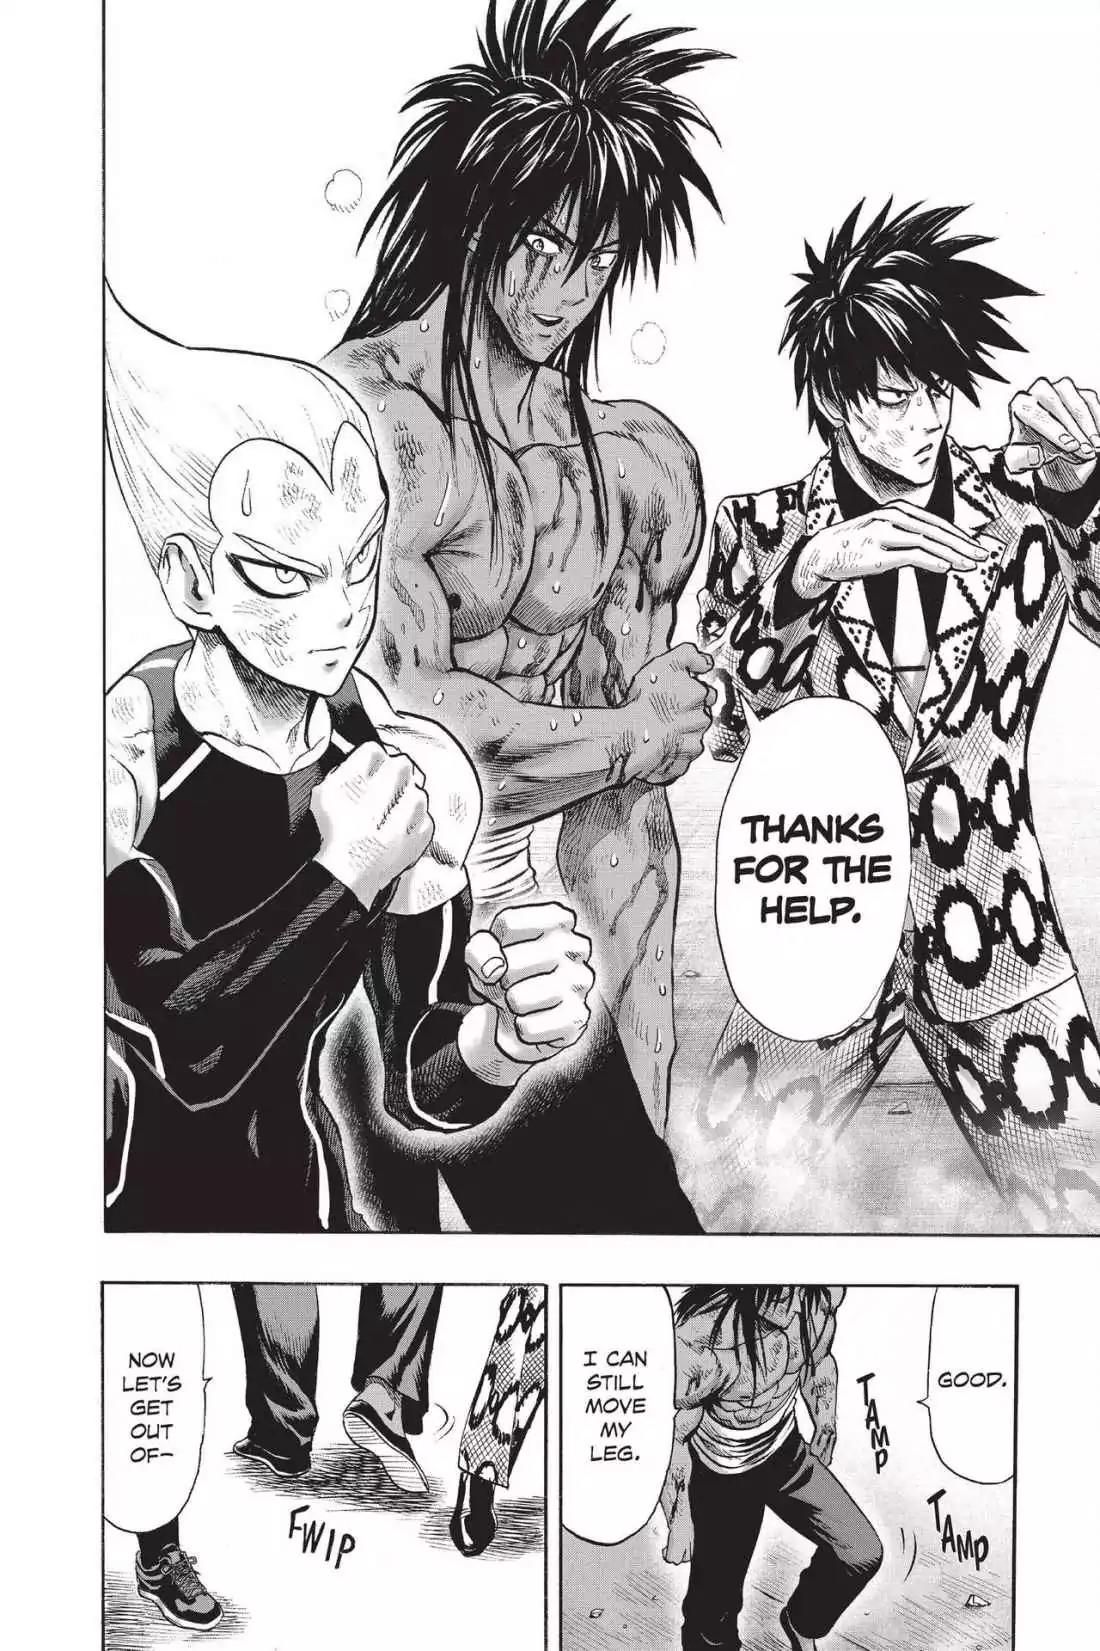 THANKS
FOR THE
HELP.
GOOD.
TAMP
TAMP
I CAN
STILL
MOVE
MY
LEG.
FWIP
NOW
LET'S
GET
OUT
OF–